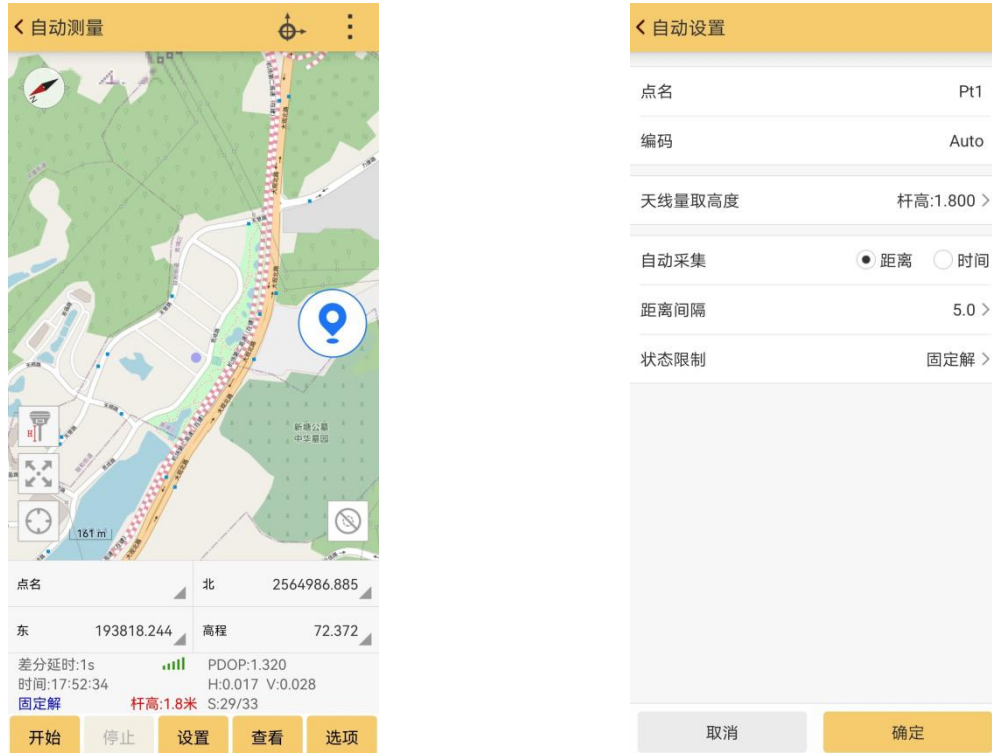 自动测量
新塘公墓
中华墓园
161 m
点名
北 2564986.885
东 193818.244
高程 72.372
差分延时:1s
PDOP:1.320
时间:17:52:34
H:0.017 V:0.028
固定解
杆高:1.8米
S:29/33
开始
停止
设置
查看
选项
自动设置
点名 Pt1
编码 Auto
天线量取高度 杆高:1.800
自动采集 距离 时间
距离间隔 5.0
状态限制 固定解
取消
确定